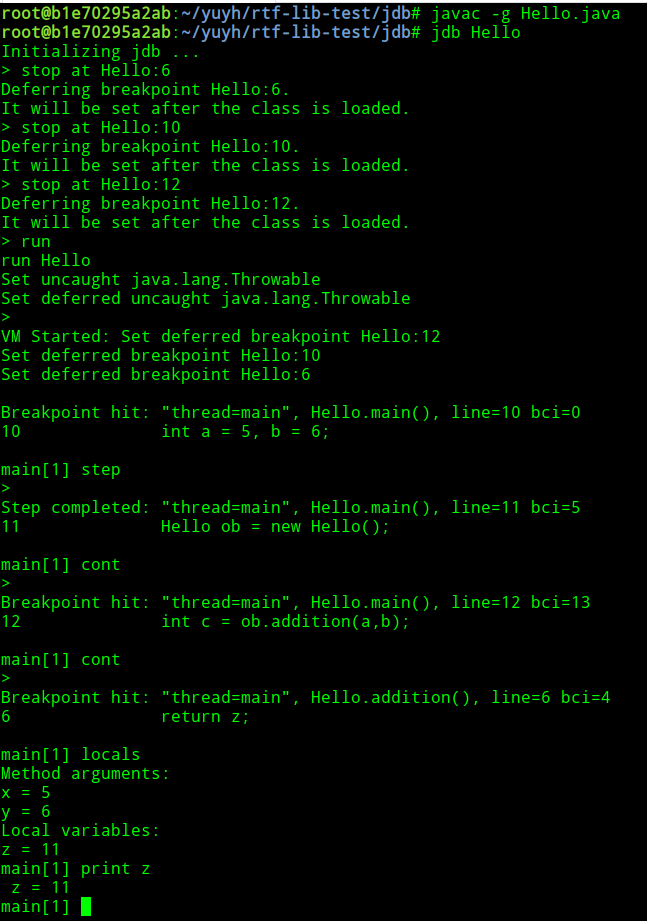 root@b1e70295a2ab:~/yuyh/rtf-lib-test/jdb# javac -g Hello.java
root@b1e70295a2ab:~/yuyh/rtf-lib-test/jdb# jdb Hello
Initializing jdb ...
> stop at Hello:6
Deferring breakpoint Hello:6.
It will be set after the class is loaded.
> stop at Hello:10
Deferring breakpoint Hello:10.
It will be set after the class is loaded.
> stop at Hello:12
Deferring breakpoint Hello:12.
It will be set after the class is loaded.
> run
run Hello
Set uncaught java.lang.Throwable
Set deferred uncaught java.lang.Throwable
>
VM Started: Set deferred breakpoint Hello:12
Set deferred breakpoint Hello:10
Set deferred breakpoint Hello:6

Breakpoint hit: "thread=main", Hello.main(), line=10 bci=0
10              int a = 5, b = 6;

main[1] step
>
Step completed: "thread=main", Hello.main(), line=11 bci=5
11              Hello ob = new Hello();

main[1] cont
>
Breakpoint hit: "thread=main", Hello.main(), line=12 bci=13
12              int c = ob.addition(a,b);

main[1] cont
>
Breakpoint hit: "thread=main", Hello.addition(), line=6 bci=4
6               return z;

main[1] locals
Method arguments:
x = 5
y = 6
Local variables:
z = 11
main[1] print z
 z = 11
main[1]